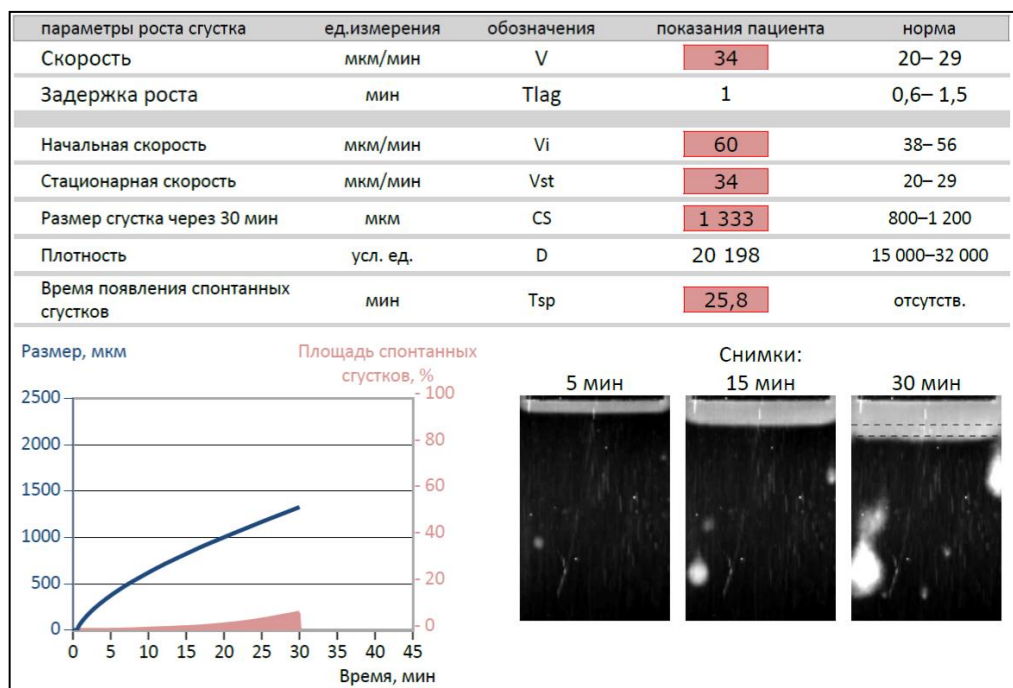 параметры роста сгустка ед.измерения обозначения показания пациента норма
Скорость мкм/мин V 34 20– 29
Задержка роста мин Tlag 1 0,6– 1,5
Начальная скорость мкм/мин Vi 60 38– 56
Стационарная скорость мкм/мин Vst 34 20– 29
Размер сгустка через 30 мин мкм CS 1 333 800–1 200
Плотность усл. ед. D 20 198 15 000–32 000
Время появления спонтанных
сгустков мин Tsp 25,8 отсутств.
Размер, мкм
Площадь спонтанных
сгустков, %
2500
2000
1500
1000
500
0
100
80
60
40
20
0
0 5 10 15 20 25 30 35 40 45
Время, мин
Снимки:
5 мин 15 мин 30 мин